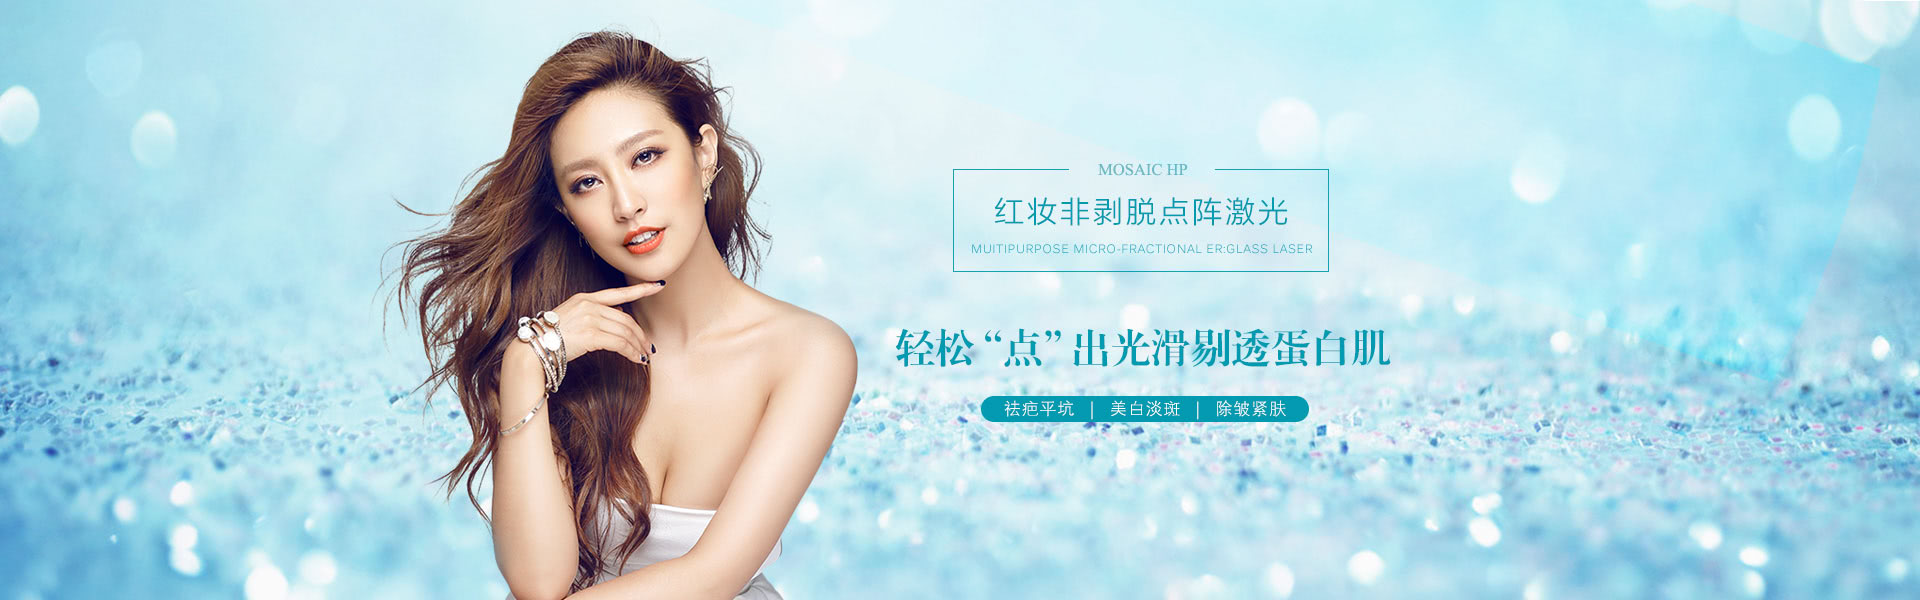 MOSAIC HP
红妆非剥脱点阵激光
MUITIPURPOSE MICRO-FRACTIONAL ER:GLASS LASER
轻松“点”出光滑剔透蛋白肌
祛疤平坑 | 美白淡斑 | 除皱紧肤